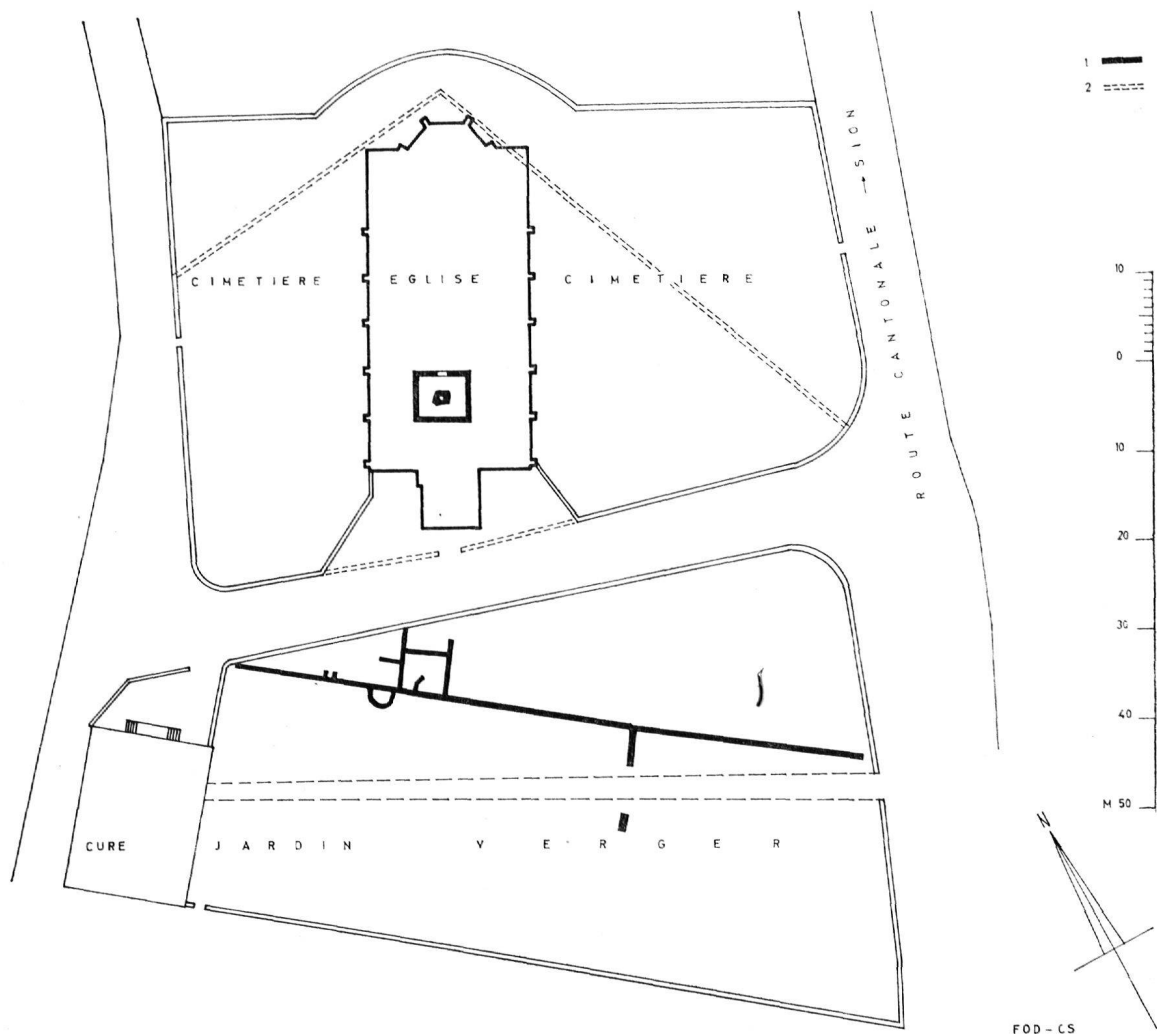 1
2
ROUTE CANTONALE → SION
CIMETIERE EGLISE CIMETIERE
10
0
10
20
30
40
M 50
CURE JARDIN VERGER
N
FOD-CS